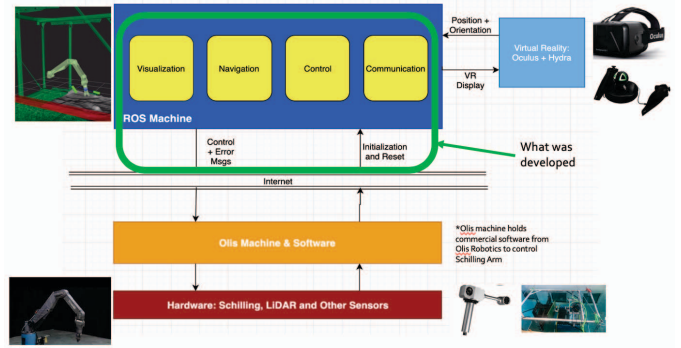 Position +
Orientation
Virtual Reality:
Oculus + Hydra
Visualization
Navigation
Control
Communication
VR
Display
ROS Machine
What was
developed
Control
+ Error
Msgs
Initialization
and Reset
Internet
Olis Machine & Software
*Olis machine holds
commercial software from
Olis Robotics to control
Schilling Arm
Hardware: Schilling, LiDAR and Other Sensors